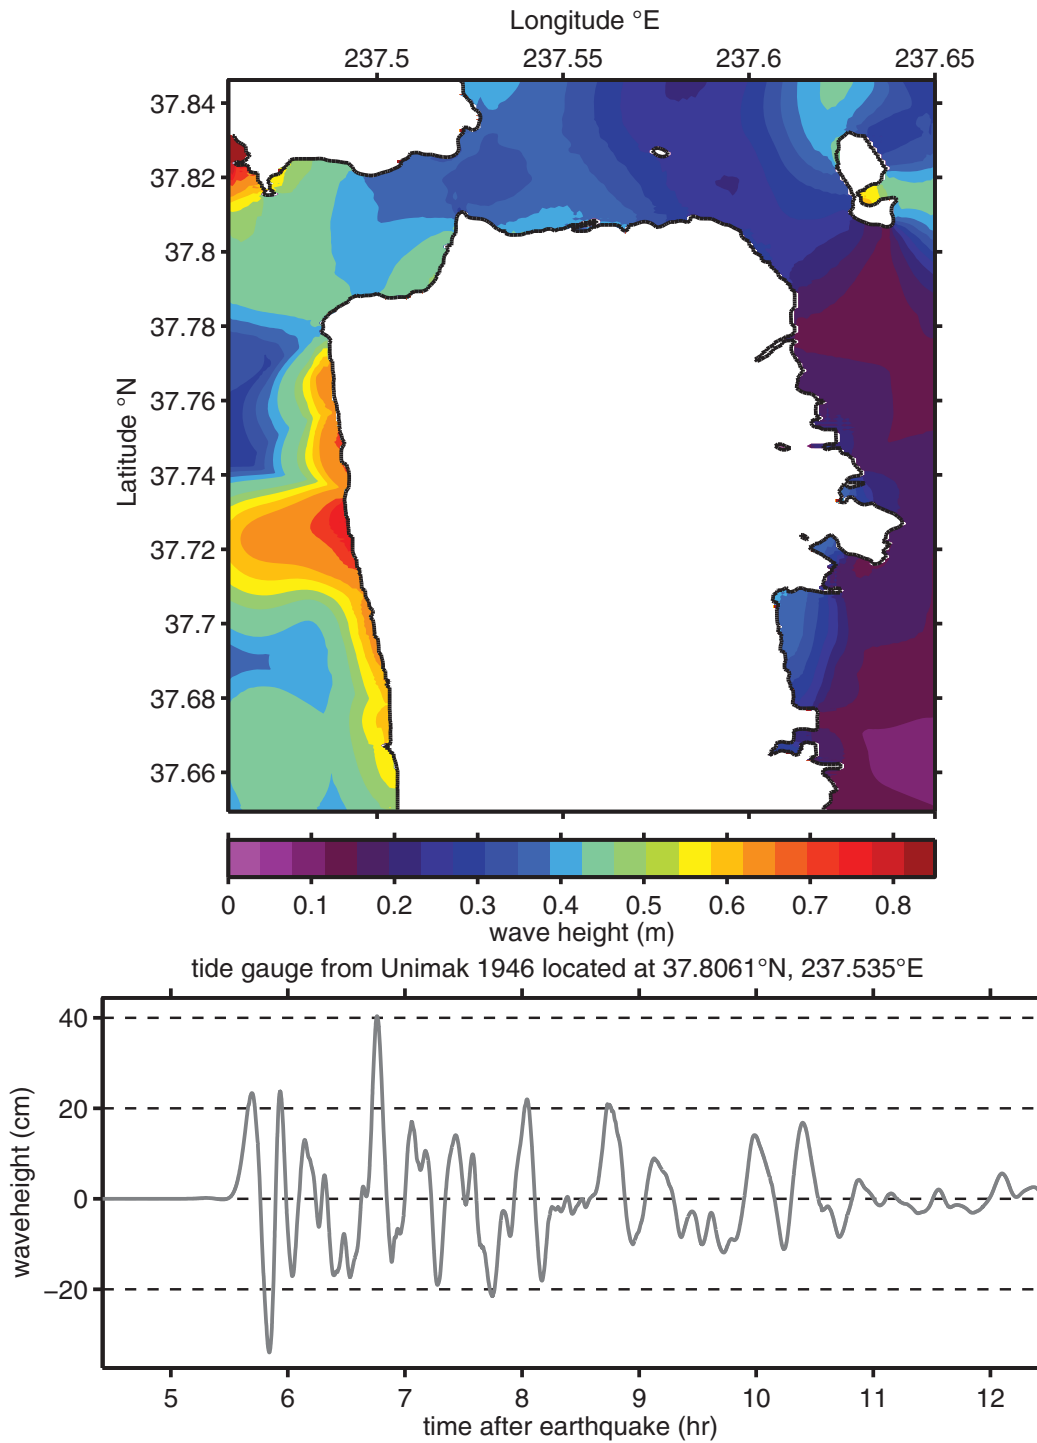 Longitude °E
237.5 237.55 237.6 237.65
Latitude °N
37.84
37.82
37.8
37.78
37.76
37.74
37.72
37.7
37.68
37.66
0 0.1 0.2 0.3 0.4 0.5 0.6 0.7 0.8
wave height (m)
tide gauge from Unimak 1946 located at 37.8061°N, 237.535°E
waveheight (cm)
40
20
0
−20
5 6 7 8 9 10 11 12
time after earthquake (hr)